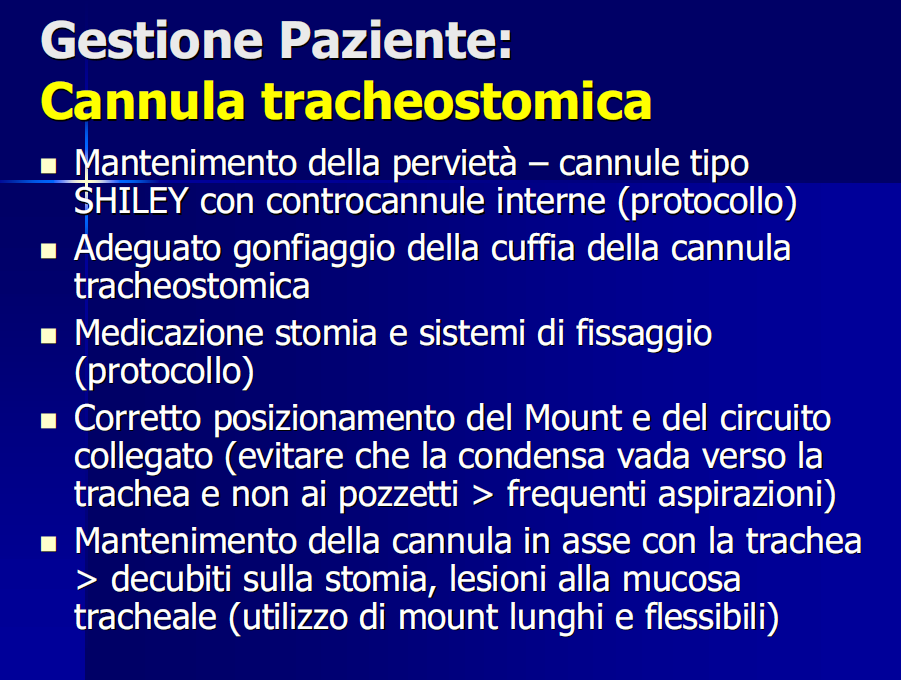 Gestione Paziente:
Cannula tracheostomica
Mantenimento della pervietà – cannule tipo
SHILEY con controcannule interne (protocollo)
Adeguato gonfiaggio della cuffia della cannula
tracheostomica
Medicazione stomia e sistemi di fissaggio
(protocollo)
Corretto posizionamento del Mount e del circuito
collegato (evitare che la condensa vada verso la
trachea e non ai pozzetti > frequenti aspirazioni)
Mantenimento della cannula in asse con la trachea
> decubiti sulla stomia, lesioni alla mucosa
tracheale (utilizzo di mount lunghi e flessibili)